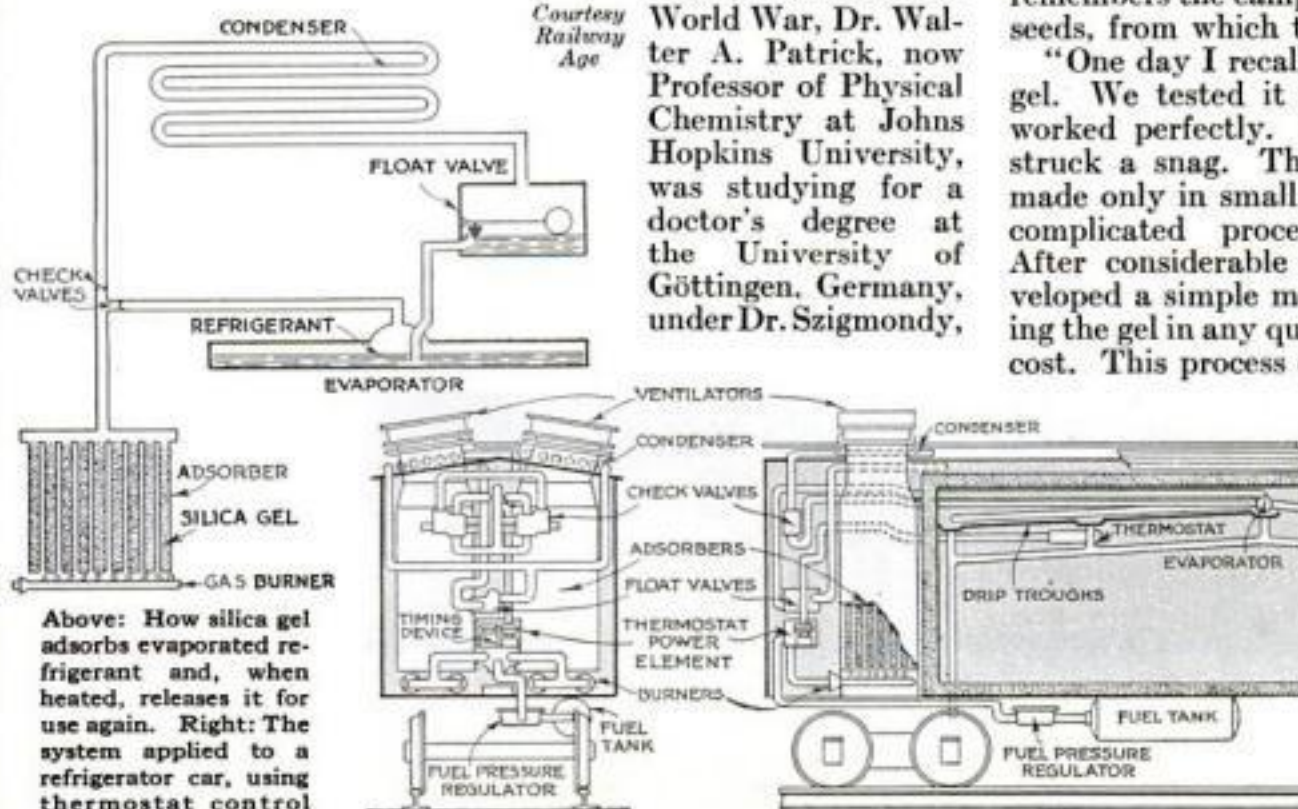 CONDENSER
Courtesy
Railway
Age
FLOAT VALVE
CHECK
VALVES
REFRIGERANT
EVAPORATOR
ADSORBER
SILICA GEL
GAS BURNER
Above: How silica gel
adsorbs evaporated re-
frigerant and, when
heated, releases it for
use again. Right: The
system applied to a
refrigerator car, using
thermostat control
World War, Dr. Wal-
ter A. Patrick, now
Professor of Physical
Chemistry at Johns
Hopkins University,
was studying for a
doctor's degree at
the University of
Göttingen, Germany,
under Dr. Szigmondy,
remembers the
seeds, from which
"One day I
gel. We tested it
worked perfectly.
struck a snag.
made only in small
complicated
After considerable
veloped a simple
ing the gel in any
cost. This process
VENTILATORS
CONDENSER
CONDENSER
CHECK VALVES
ADSORBERS
FLOAT VALVES
TIMING
DEVICE
THERMOSTAT
POWER
ELEMENT
BURNERS
FUEL
TANK
FUEL PRESSURE
REGULATOR
THERMOSTAT
EVAPORATOR
DRIP TROUGHS
FUEL TANK
FUEL PRESSURE
REGULATOR